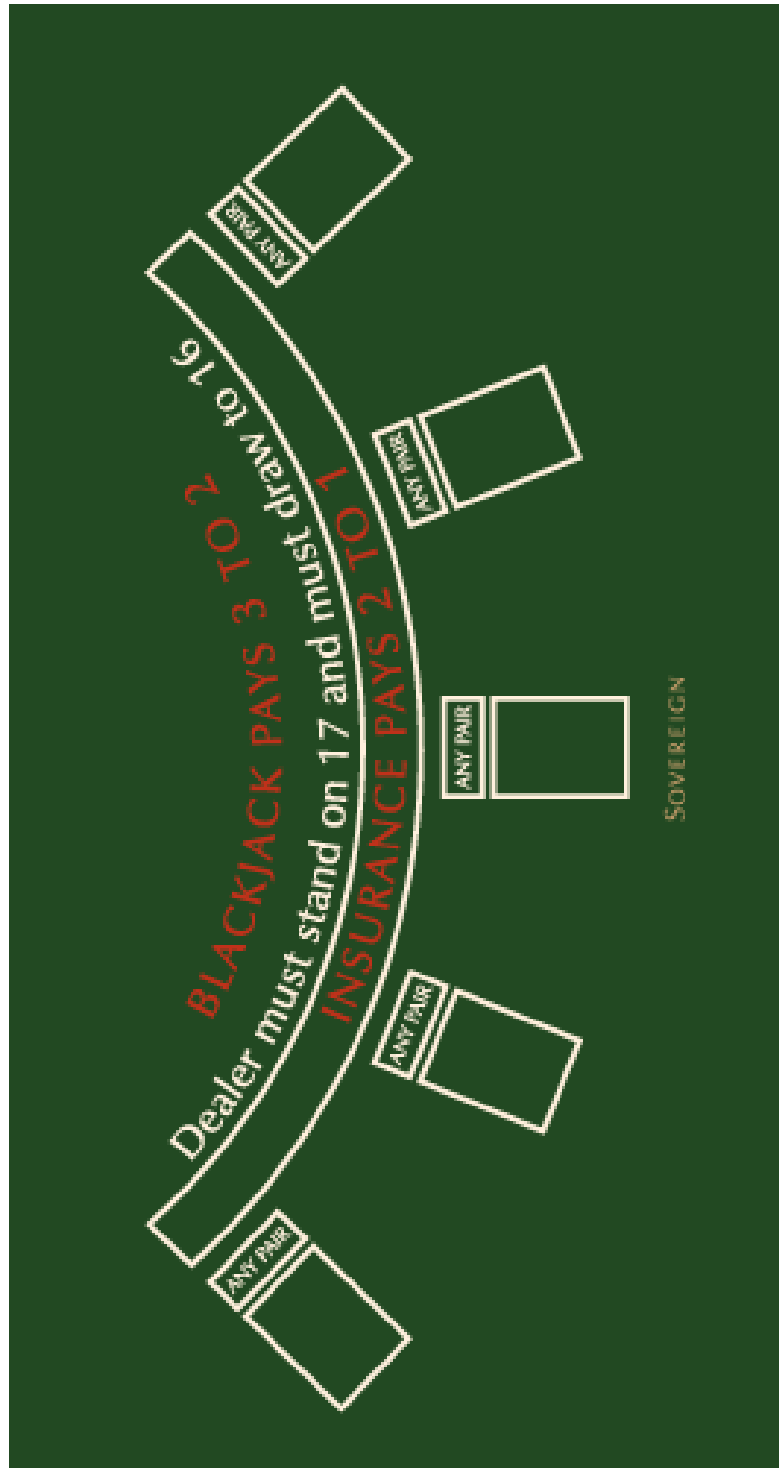 BLACKJACK PAYS 3 TO 2
Dealer must stand on 17 and must draw to 16
INSURANCE PAYS 2 TO 1
ANY PAIR
ANY PAIR
ANY PAIR
ANY PAIR
ANY PAIR
SOVEREIGN